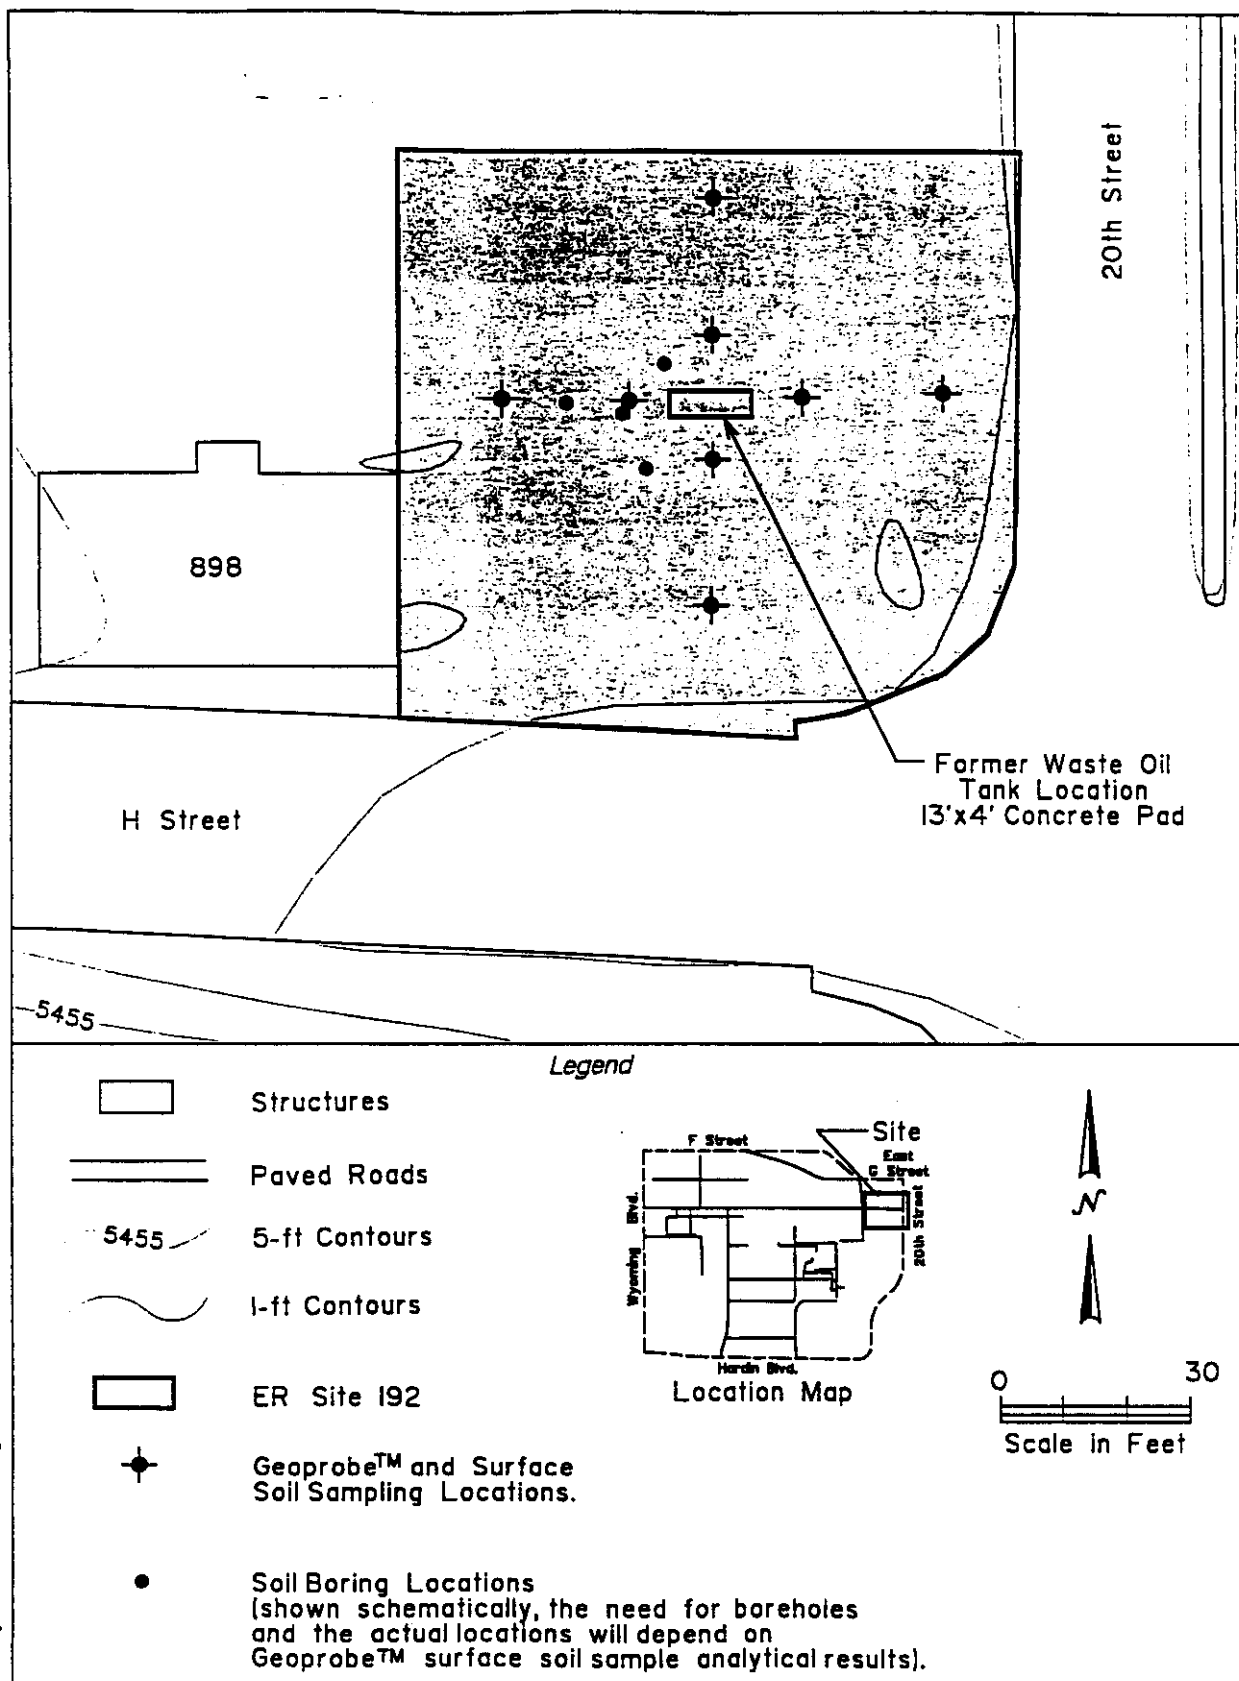 20th Street
898
Former Waste Oil
Tank Location
13'x4' Concrete Pad
H Street
5455
Legend
Structures
Paved Roads
5455
5-ft Contours
1-ft Contours
ER Site 192
Geoprobe™ and Surface
Soil Sampling Locations.
Soil Boring Locations
(shown schematically, the need for boreholes
and the actual locations will depend on
Geoprobe™ surface soil sample analytical results).
Site
F Street
East
G Street
Wyoming Blvd.
20th Street
Hardin Blvd.
Location Map
N
0 30
Scale in Feet